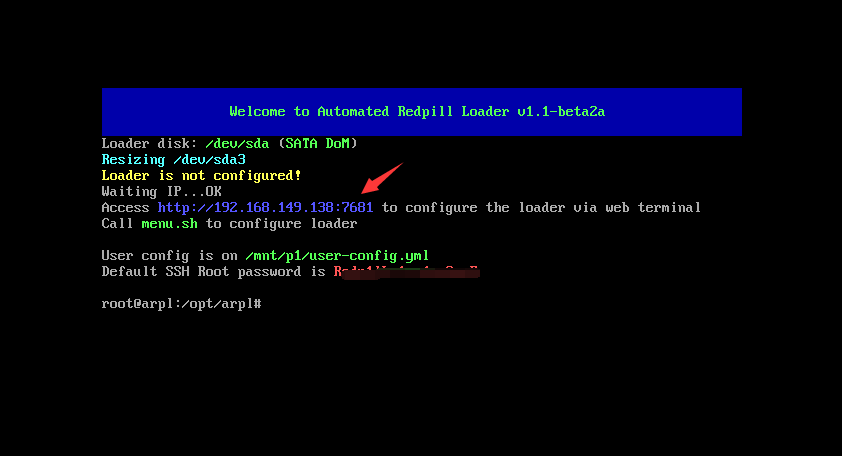 Welcome to Automated Redpill Loader v1.1-beta2a
Loader disk: /dev/sda (SATA DoM)
Resizing /dev/sda3
Loader is not configured!
Waiting IP...OK
Access http://192.168.149.138:7681 to configure the loader via web terminal
Call menu.sh to configure loader
User config is on /mnt/p1/user-config.yml
Default SSH Root password is
root@arpl:/opt/arpl#